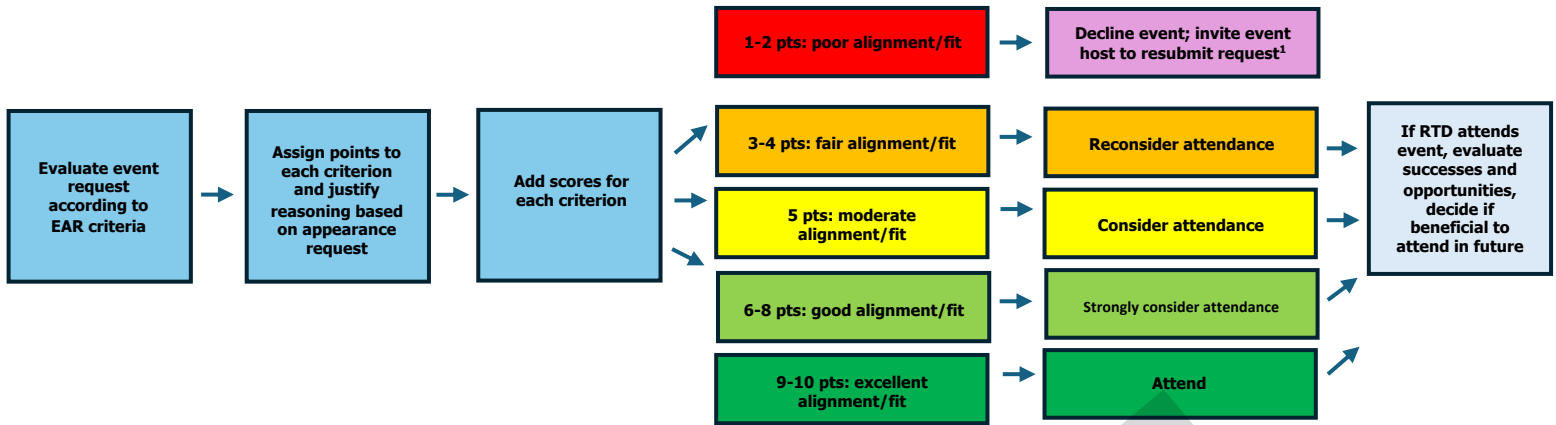 Evaluate event
request
according to
EAR criteria
Assign points to
each criterion
and justify
reasoning based
on appearance
request
Add scores for
each criterion
1-2 pts: poor alignment/fit
Decline event; invite event
host to resubmit request1
3-4 pts: fair alignment/fit
Reconsider attendance
5 pts: moderate
alignment/fit
Consider attendance
6-8 pts: good alignment/fit
Strongly consider attendance
9-10 pts: excellent
alignment/fit
Attend
If RTD attends
event, evaluate
successes and
opportunities,
decide if
beneficial to
attend in future